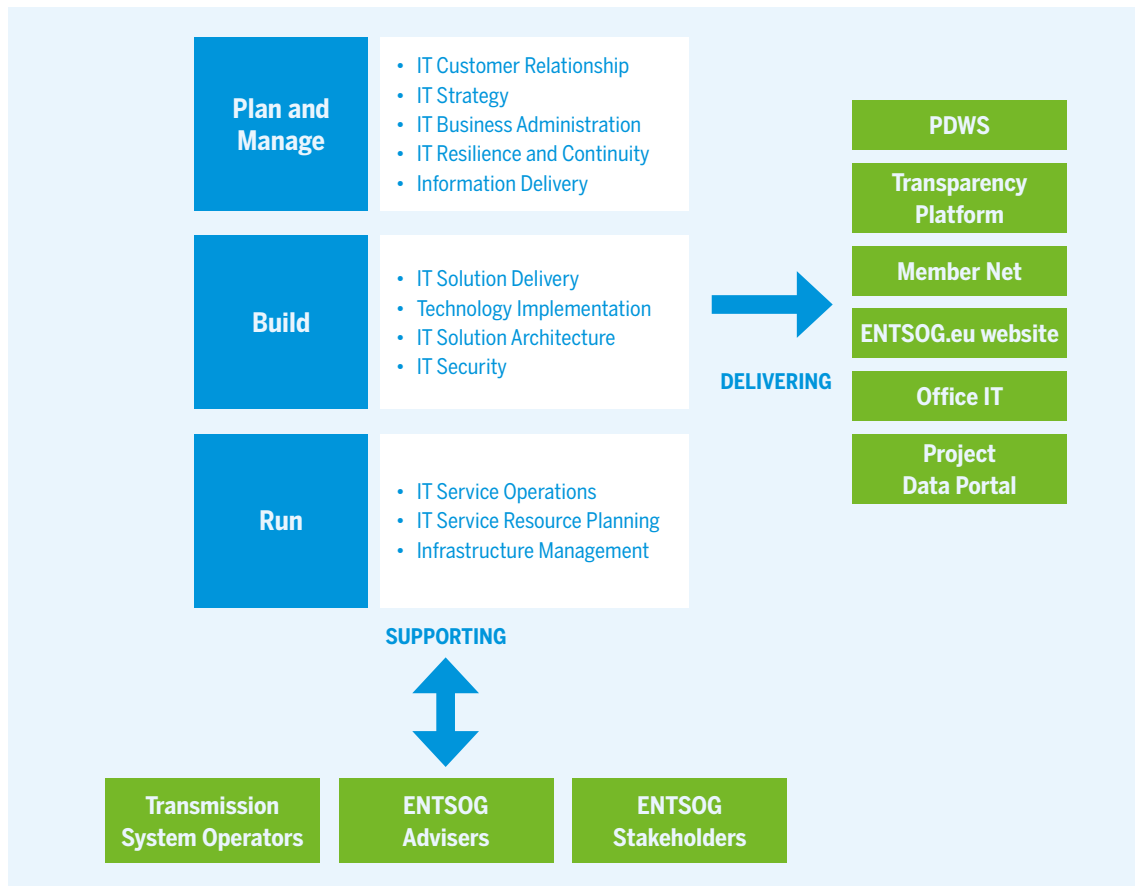 Plan and
Manage
• IT Customer Relationship
• IT Strategy
• IT Business Administration
• IT Resilience and Continuity
• Information Delivery
Build
• IT Solution Delivery
• Technology Implementation
• IT Solution Architecture
• IT Security
Run
• IT Service Operations
• IT Service Resource Planning
• Infrastructure Management
DELIVERING
PDWS
Transparency
Platform
Member Net
ENTSOG.eu website
Office IT
Project
Data Portal
SUPPORTING
Transmission
System Operators
ENTSOG
Advisers
ENTSOG
Stakeholders